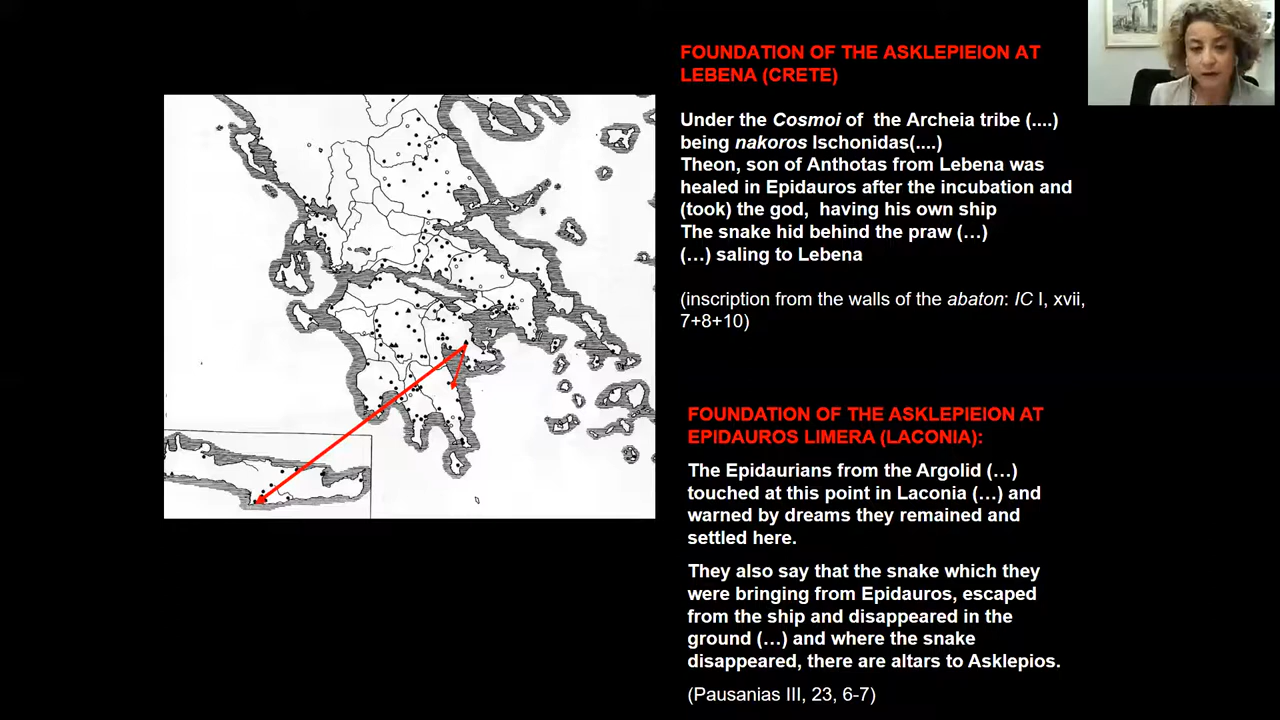 FOUNDATION OF THE ASKLEPIEION AT
LEBENA (CRETE)
Under the Cosmoi of the Archeia tribe (....)
being nakoros Ischonidas(....)
Theon, son of Anthotas from Lebena was
healed in Epidauros after the incubation and
(took) the god, having his own ship
The snake hid behind the praw (…)
(…) saling to Lebena
(inscription from the walls of the abaton: IC I, xvii,
7+8+10)
FOUNDATION OF THE ASKLEPIEION AT
EPIDAUROS LIMERA (LACONIA):
The Epidaurians from the Argolid (…)
touched at this point in Laconia (…) and
warned by dreams they remained and
settled here.
They also say that the snake which they
were bringing from Epidauros, escaped
from the ship and disappeared in the
ground (…) and where the snake
disappeared, there are altars to Asklepios.
(Pausanias III, 23, 6-7)